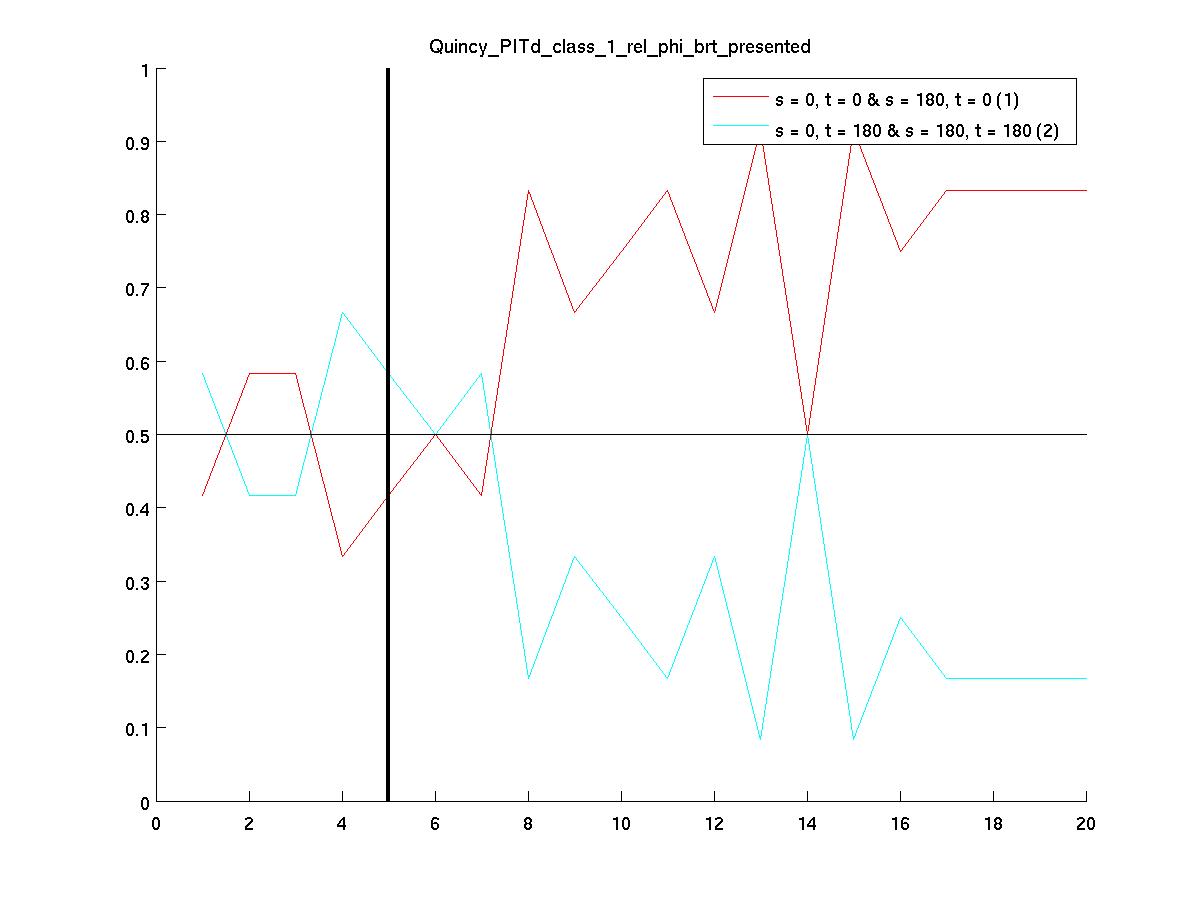 Quincy_PITd_class_1_rel_phi_brt_presented
s = 0, t = 0 & s = 180, t = 0 (1)
s = 0, t = 180 & s = 180, t = 180 (2)
1
0.9
0.8
0.7
0.6
0.5
0.4
0.3
0.2
0.1
0
0 2 4 6 8 10 12 14 16 18 20